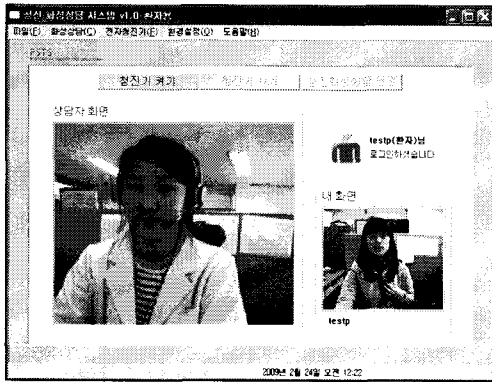 화상상담 시스템 v1.0-환자용
파일(F) 화상상담(C) 전자청진기(E) 환경설정(O) 도움말(H)
PSTS
청진기 켜기
상담자 화면
testp(환자)님
로그인하셨습니다
내 화면
testp
2009년 2월 24일 오전 12:22